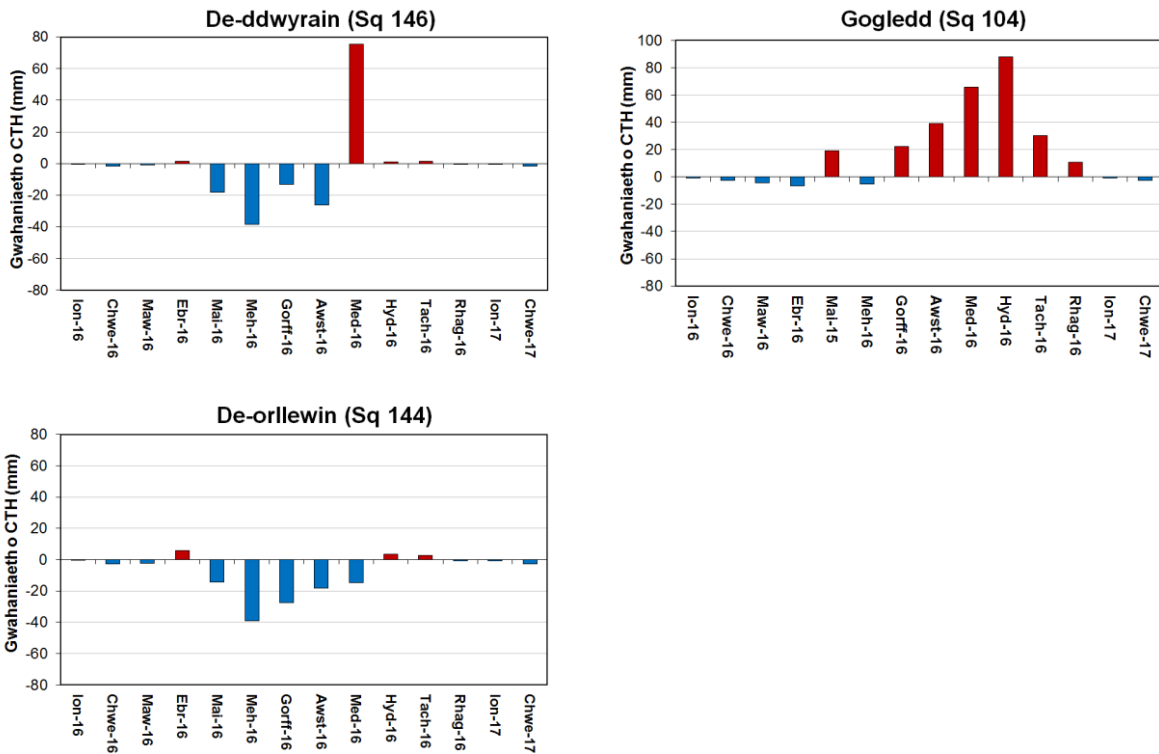 De-ddwyrain (Sq 146)
Gwahaniaeth o CTH (mm)
80
60
40
20
0
-20
-40
-60
-80
Ion-16
Chwe-16
Maw-16
Ebr-16
Mai-16
Meh-16
Gorff-16
Awst-16
Med-16
Hyd-16
Tach-16
Rhag-16
Ion-17
Chwe-17
Gogledd (Sq 104)
Gwahaniaeth o CTH (mm)
100
80
60
40
20
0
-20
-40
-60
-80
Ion-16
Chwe-16
Maw-16
Ebr-16
Mai-15
Meh-16
Gorff-16
Awst-16
Med-16
Hyd-16
Tach-16
Rhag-16
Ion-17
Chwe-17
De-orllewin (Sq 144)
Gwahaniaeth o CTH (mm)
80
60
40
20
0
-20
-40
-60
-80
Ion-16
Chwe-16
Maw-16
Ebr-16
Mai-16
Meh-16
Gorff-16
Awst-16
Med-16
Hyd-16
Tach-16
Rhag-16
Ion-17
Chwe-17